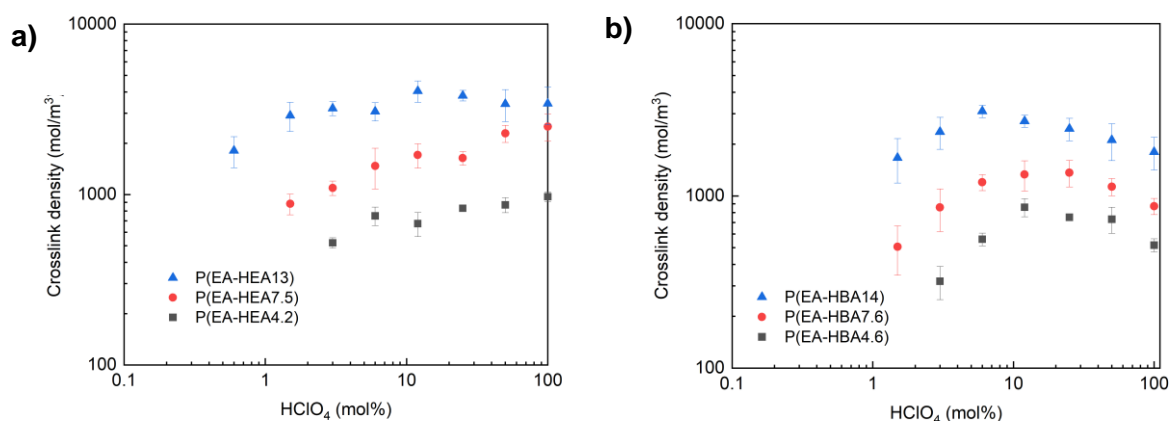 a)
10000
1000
100
0.1
1
10
100
Crosslink density (mol/m³)
HClO₄ (mol%)
P(EA-HEA13)
P(EA-HEA7.5)
P(EA-HEA4.2)
b)
10000
1000
100
0.1
1
10
100
Crosslink density (mol/m³)
HClO₄ (mol%)
P(EA-HBA14)
P(EA-HBA7.6)
P(EA-HBA4.6)